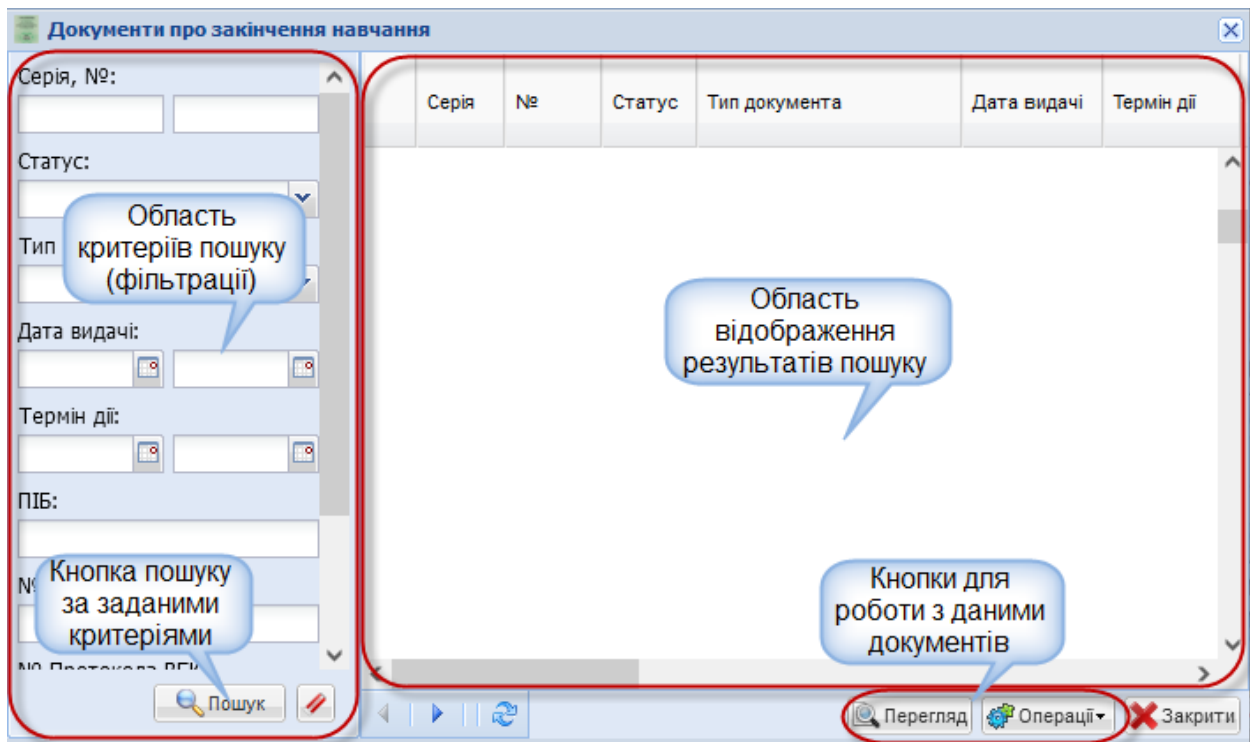 Документи про закінчення навчання
Серія, №:
Статус:
Тип
Дата видачі:
Термін дії:
ПІБ:
№ Протокола
Пошук
Область
критеріїв пошуку
(фільтрації)
Кнопка пошуку
за заданими
критеріями
Серія № Статус Тип документа Дата видачі Термін дії
Область
відображення
результатів пошуку
Кнопки для
роботи з даними
документів
Перегляд Операції Закрити